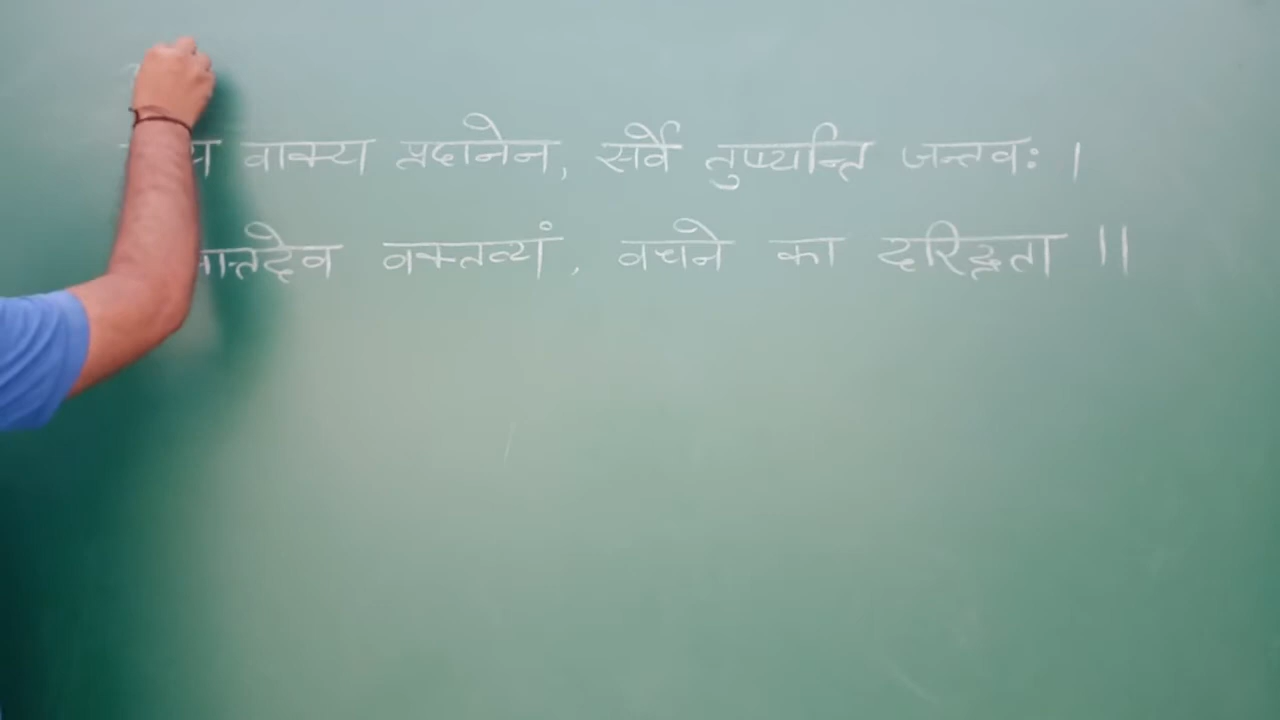 वाक्य प्रदानेन, सर्वे तुष्यन्ति जन्तवः ।
वक्तव्यं, वचने का दरिद्रता ॥